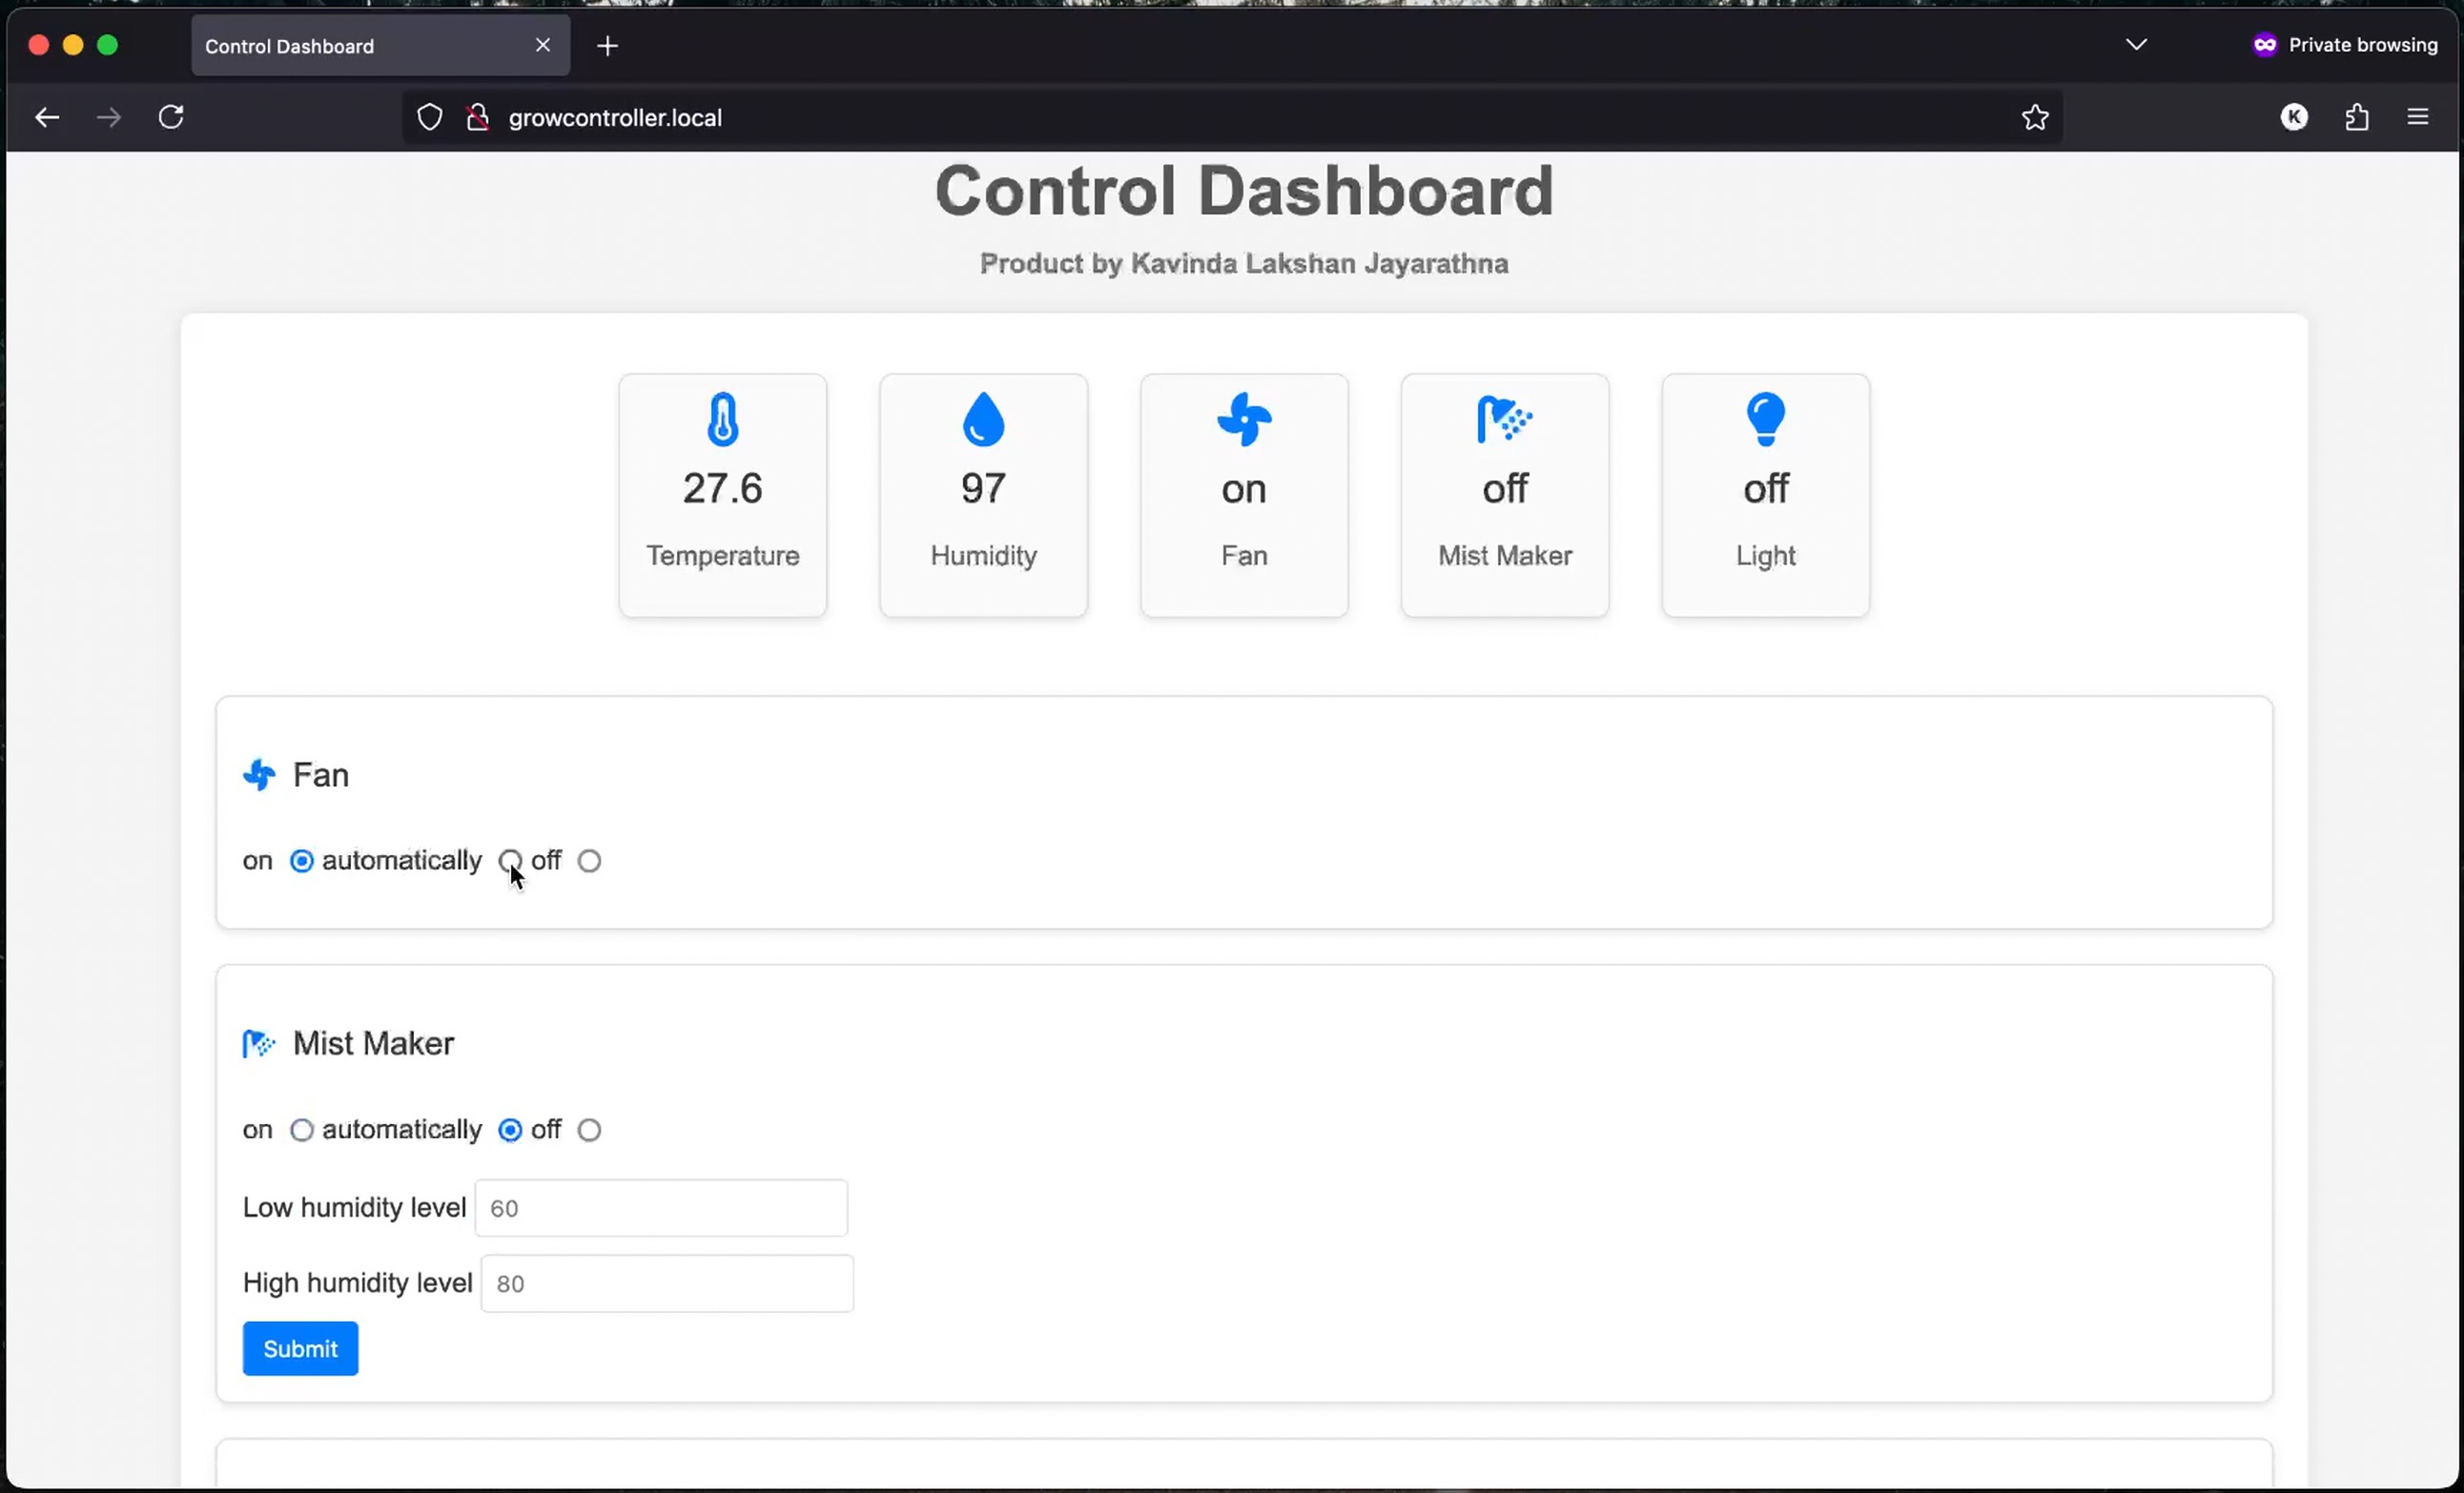 Control Dashboard
Private browsing
growcontroller.local
K
Control Dashboard
Product by Kavinda Lakshan Jayarathna
27.6 97 on off off
Temperature Humidity Fan Mist Maker Light
Fan
on automatically off
Mist Maker
on automatically off
Low humidity level 60
High humidity level 80
Submit